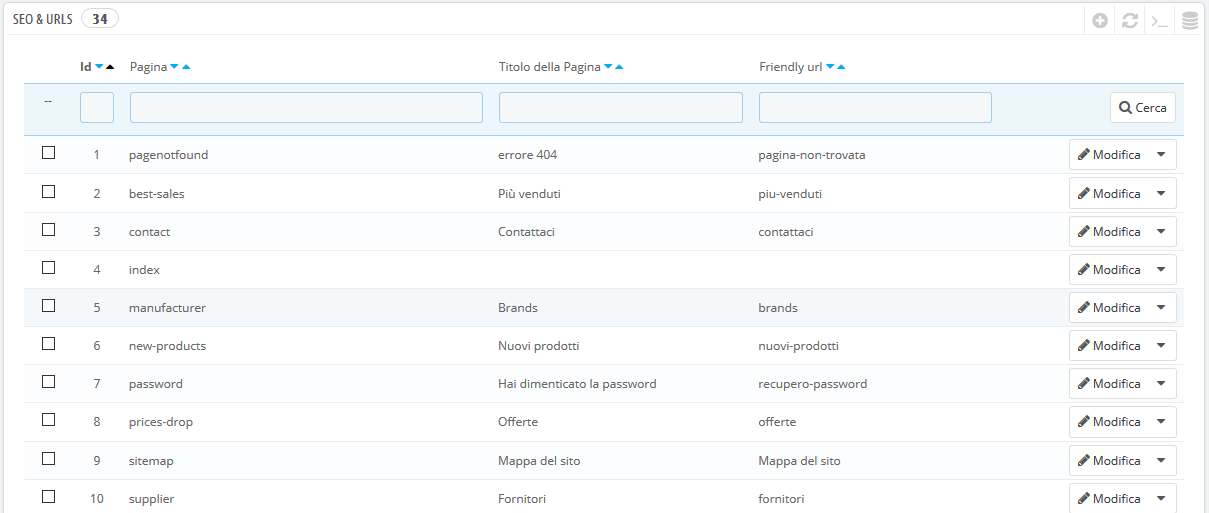 SEO & URLS 34
Id Pagina Titolo della Pagina Friendly url
-- Cerca
1 pagenotfound errore 404 pagina-non-trovata Modifica
2 best-sales Più venduti piu-venduti Modifica
3 contact Contattaci contattaci Modifica
4 index Modifica
5 manufacturer Brands brands Modifica
6 new-products Nuovi prodotti nuovi-prodotti Modifica
7 password Hai dimenticato la password recupero-password Modifica
8 prices-drop Offerte offerte Modifica
9 sitemap Mappa del sito Mappa del sito Modifica
10 supplier Fornitori fornitori Modifica